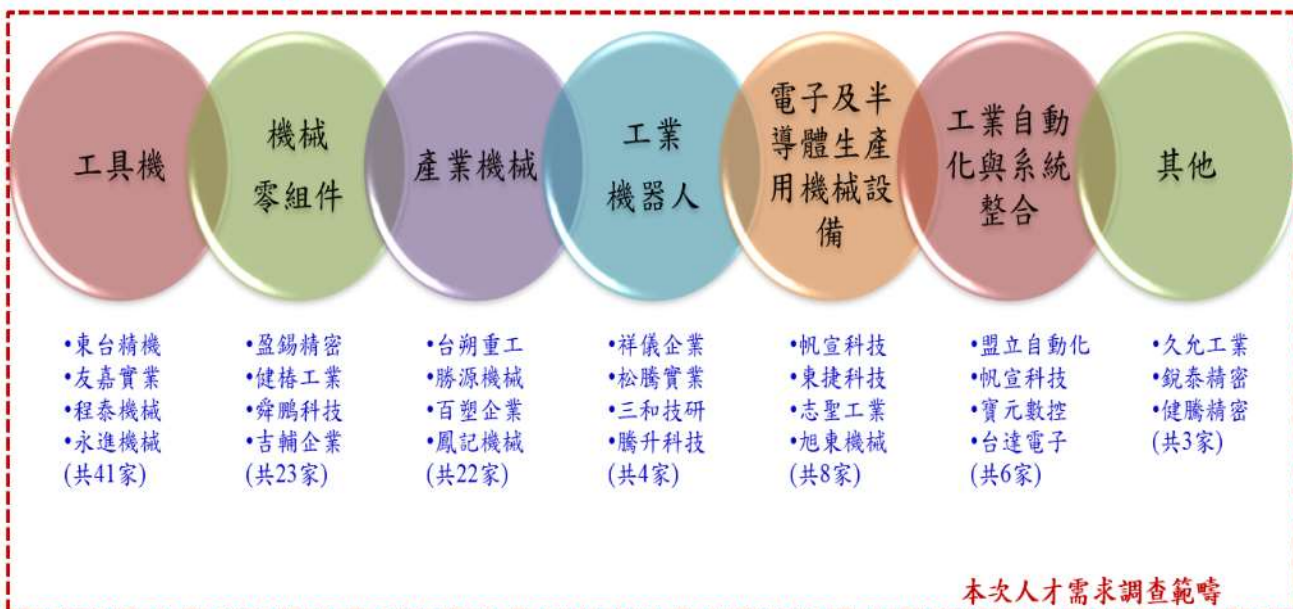 工具機
機械
零組件
產業機械
工業
機器人
電子及半
導體生產
用機械設
備
工業自動
化與系統
整合
其他
•東台精機
•友嘉實業
•程泰機械
•永進機械
(共41家)
•盈錫精密
•健椿工業
•舜鵬科技
•吉輔企業
(共23家)
•台朔重工
•勝源機械
•百塑企業
•鳳記機械
(共22家)
•祥儀企業
•松騰實業
•三和技研
•騰升科技
(共4家)
•帆宣科技
•東捷科技
•志聖工業
•旭東機械
(共8家)
•盟立自動化
•帆宣科技
•寶元數控
•台達電子
(共6家)
•久允工業
•銳泰精密
•健騰精密
(共3家)
本次人才需求調查範疇